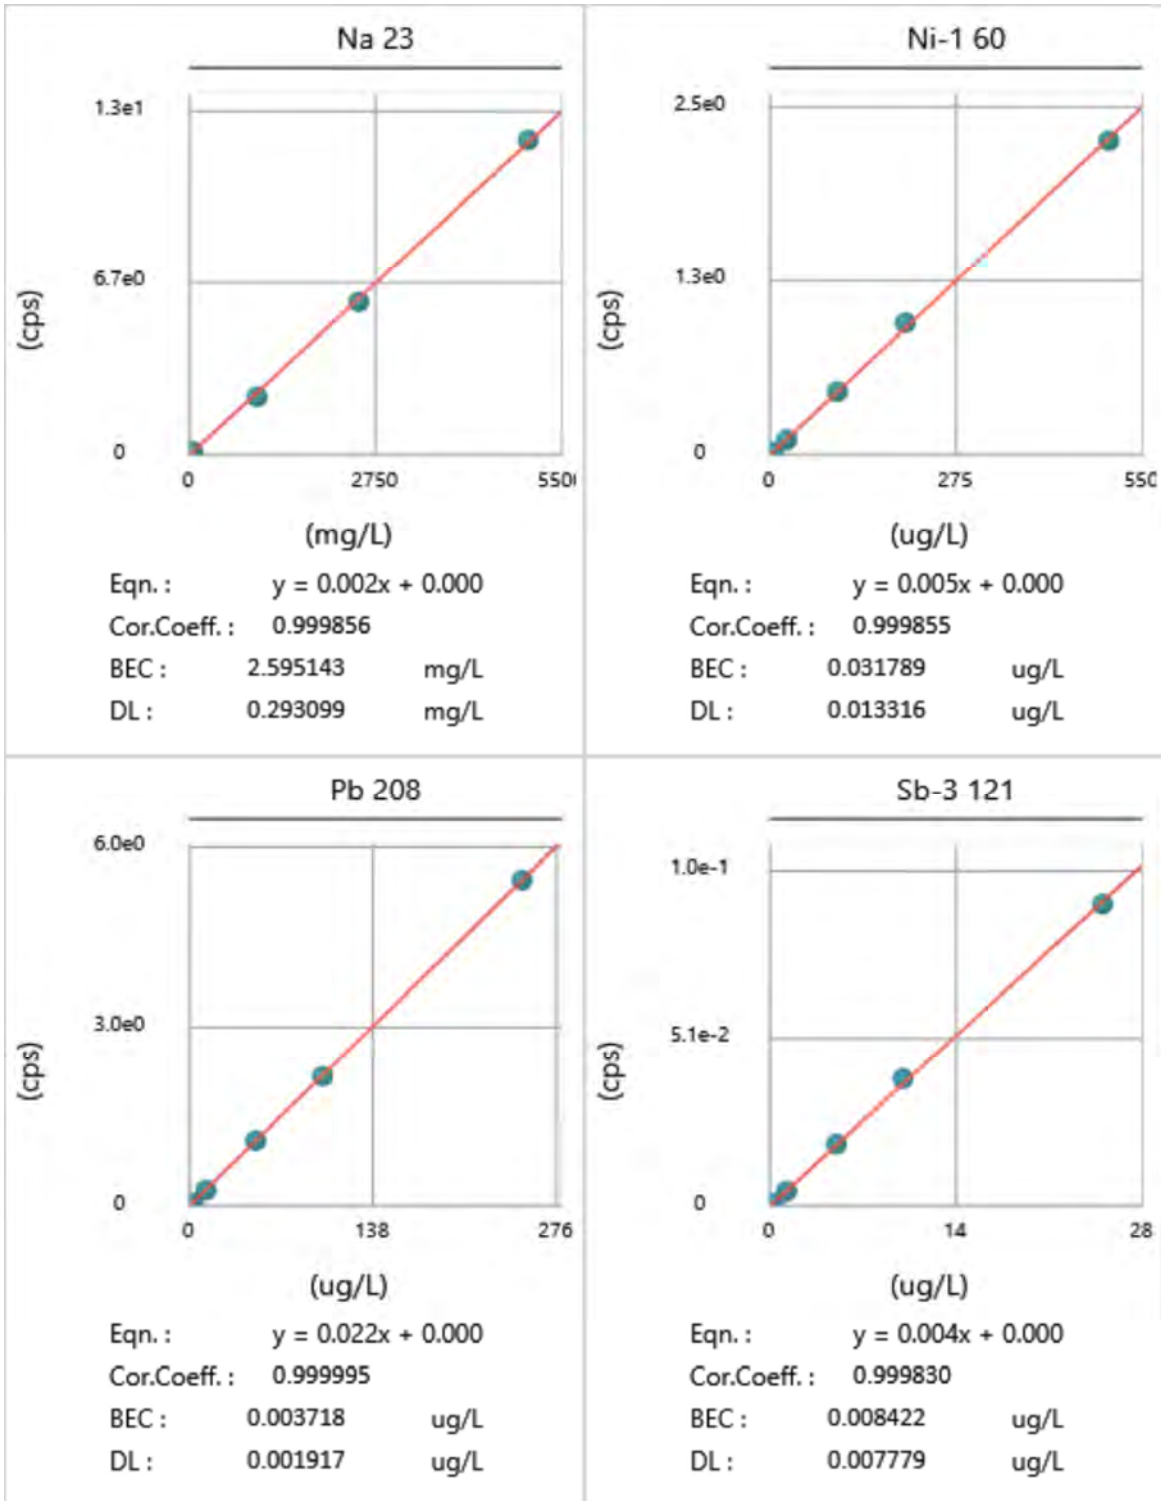 Na 23
1.3e1
6.7e0
0
(cps)
0 2750 550
(mg/L)
Eqn. : y = 0.002x + 0.000
Cor.Coeff. : 0.999856
BEC : 2.595143 mg/L
DL : 0.293099 mg/L
Ni-1 60
2.5e0
1.3e0
0
(cps)
0 275 550
(ug/L)
Eqn. : y = 0.005x + 0.000
Cor.Coeff. : 0.999855
BEC : 0.031789 ug/L
DL : 0.013316 ug/L
Pb 208
6.0e0
3.0e0
0
(cps)
0 138 276
(ug/L)
Eqn. : y = 0.022x + 0.000
Cor.Coeff. : 0.999995
BEC : 0.003718 ug/L
DL : 0.001917 ug/L
Sb-3 121
1.0e-1
5.1e-2
0
(cps)
0 14 28
(ug/L)
Eqn. : y = 0.004x + 0.000
Cor.Coeff. : 0.999830
BEC : 0.008422 ug/L
DL : 0.007779 ug/L